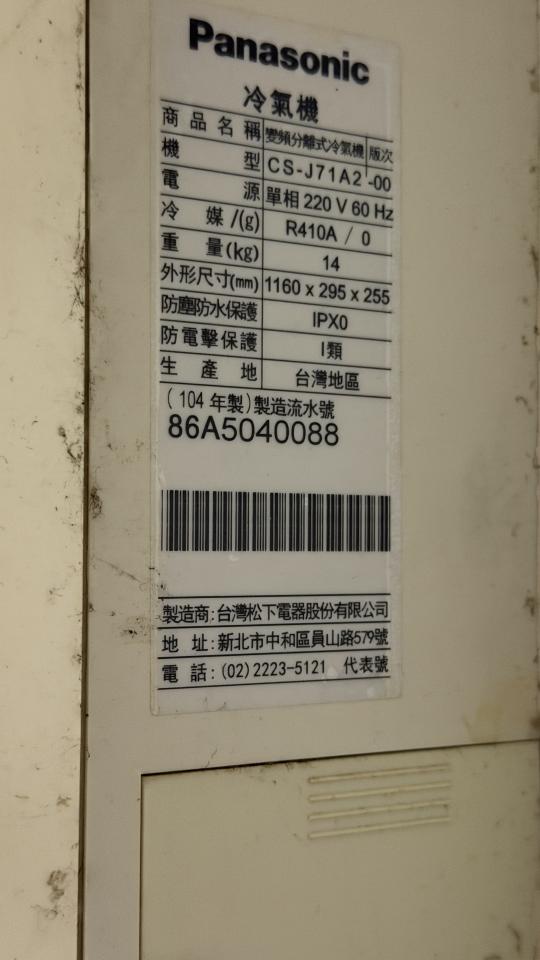 Panasonic
冷氣機
商品名稱 變頻分離式冷氣機 版次
機型 CS-J71A2 -00
電源 單相 220 V 60 Hz
冷媒/(g) R410A / 0
重量(kg) 14
外形尺寸(mm) 1160 x 295 x 255
防塵防水保護 IPX0
防電擊保護 I類
生產地 台灣地區
(104年製)製造流水號
86A5040088
製造商:台灣松下電器股份有限公司
地址:新北市中和區員山路579號
電話:(02)2223-5121 代表號